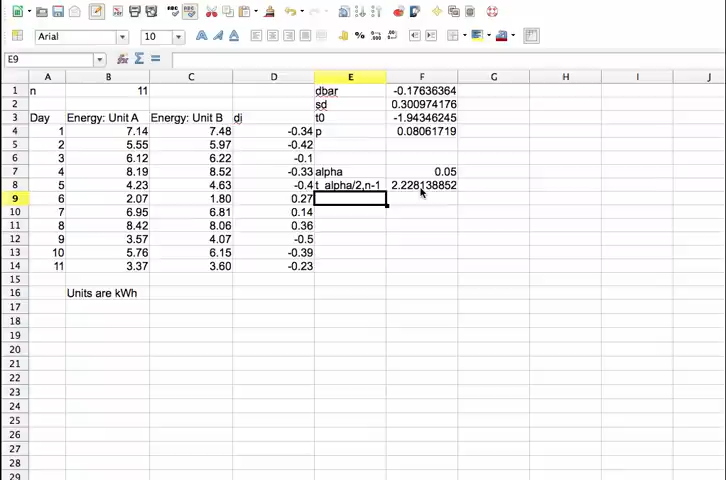 Arial 10
E9
A B C D E F G H I J
1 n 11 dbar -0.17636364
2 sd 0.300974176
3 Day Energy: Unit A Energy: Unit B di t0 -1.94346245
4 1 7.14 7.48 -0.34 p 0.08061719
5 2 5.55 5.97 -0.42
6 3 6.12 6.22 -0.1
7 4 8.19 8.52 -0.33 alpha 0.05
8 5 4.23 4.63 -0.4 t_alpha/2,n-1 2.228138852
9 6 2.07 1.80 0.27
10 7 6.95 6.81 0.14
11 8 8.42 8.06 0.36
12 9 3.57 4.07 -0.5
13 10 5.76 6.15 -0.39
14 11 3.37 3.60 -0.23
15
16 Units are kWh
17
18
19
20
21
22
23
24
25
26
27
28
29